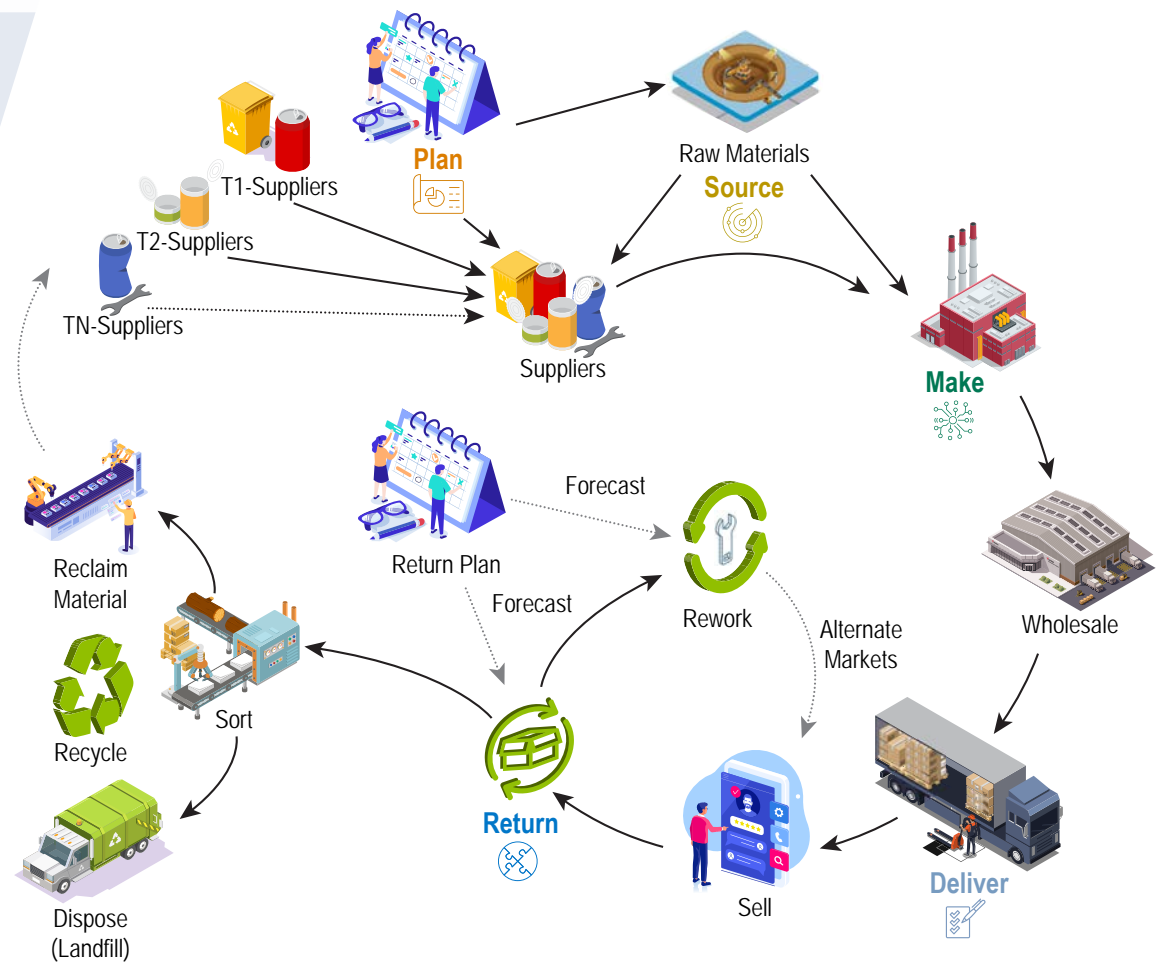 Plan
Raw Materials
Source
T1-Suppliers
T2-Suppliers
TN-Suppliers
Suppliers
Make
Return Plan
Forecast
Forecast
Rework
Alternate
Markets
Wholesale
Reclaim
Material
Recycle
Sort
Dispose
(Landfill)
Return
Sell
Deliver